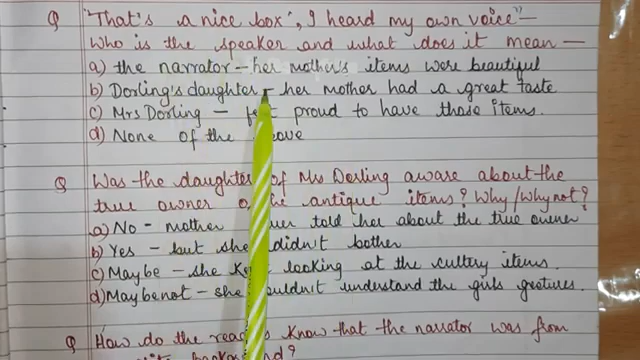 Q "That's a nice box", I heard my own voice" –
Who is the speaker and what does it mean –
a) the narrator – her mother's items were beautiful
b) Dorling's daughter – her mother had a great taste
c) Mrs Dorling – proud to have those items.
d) None of the
Q Was the daughter of Mrs Dorling aware about the
true owner antique items? Why/Why not?
a) No – mother told her about the true owner
b) Yes – but she didn't bother
c) Maybe – she looking at the cultery items.
d) Maybe not – she understand the girls gestures.
Q How do the know that the narrator was from